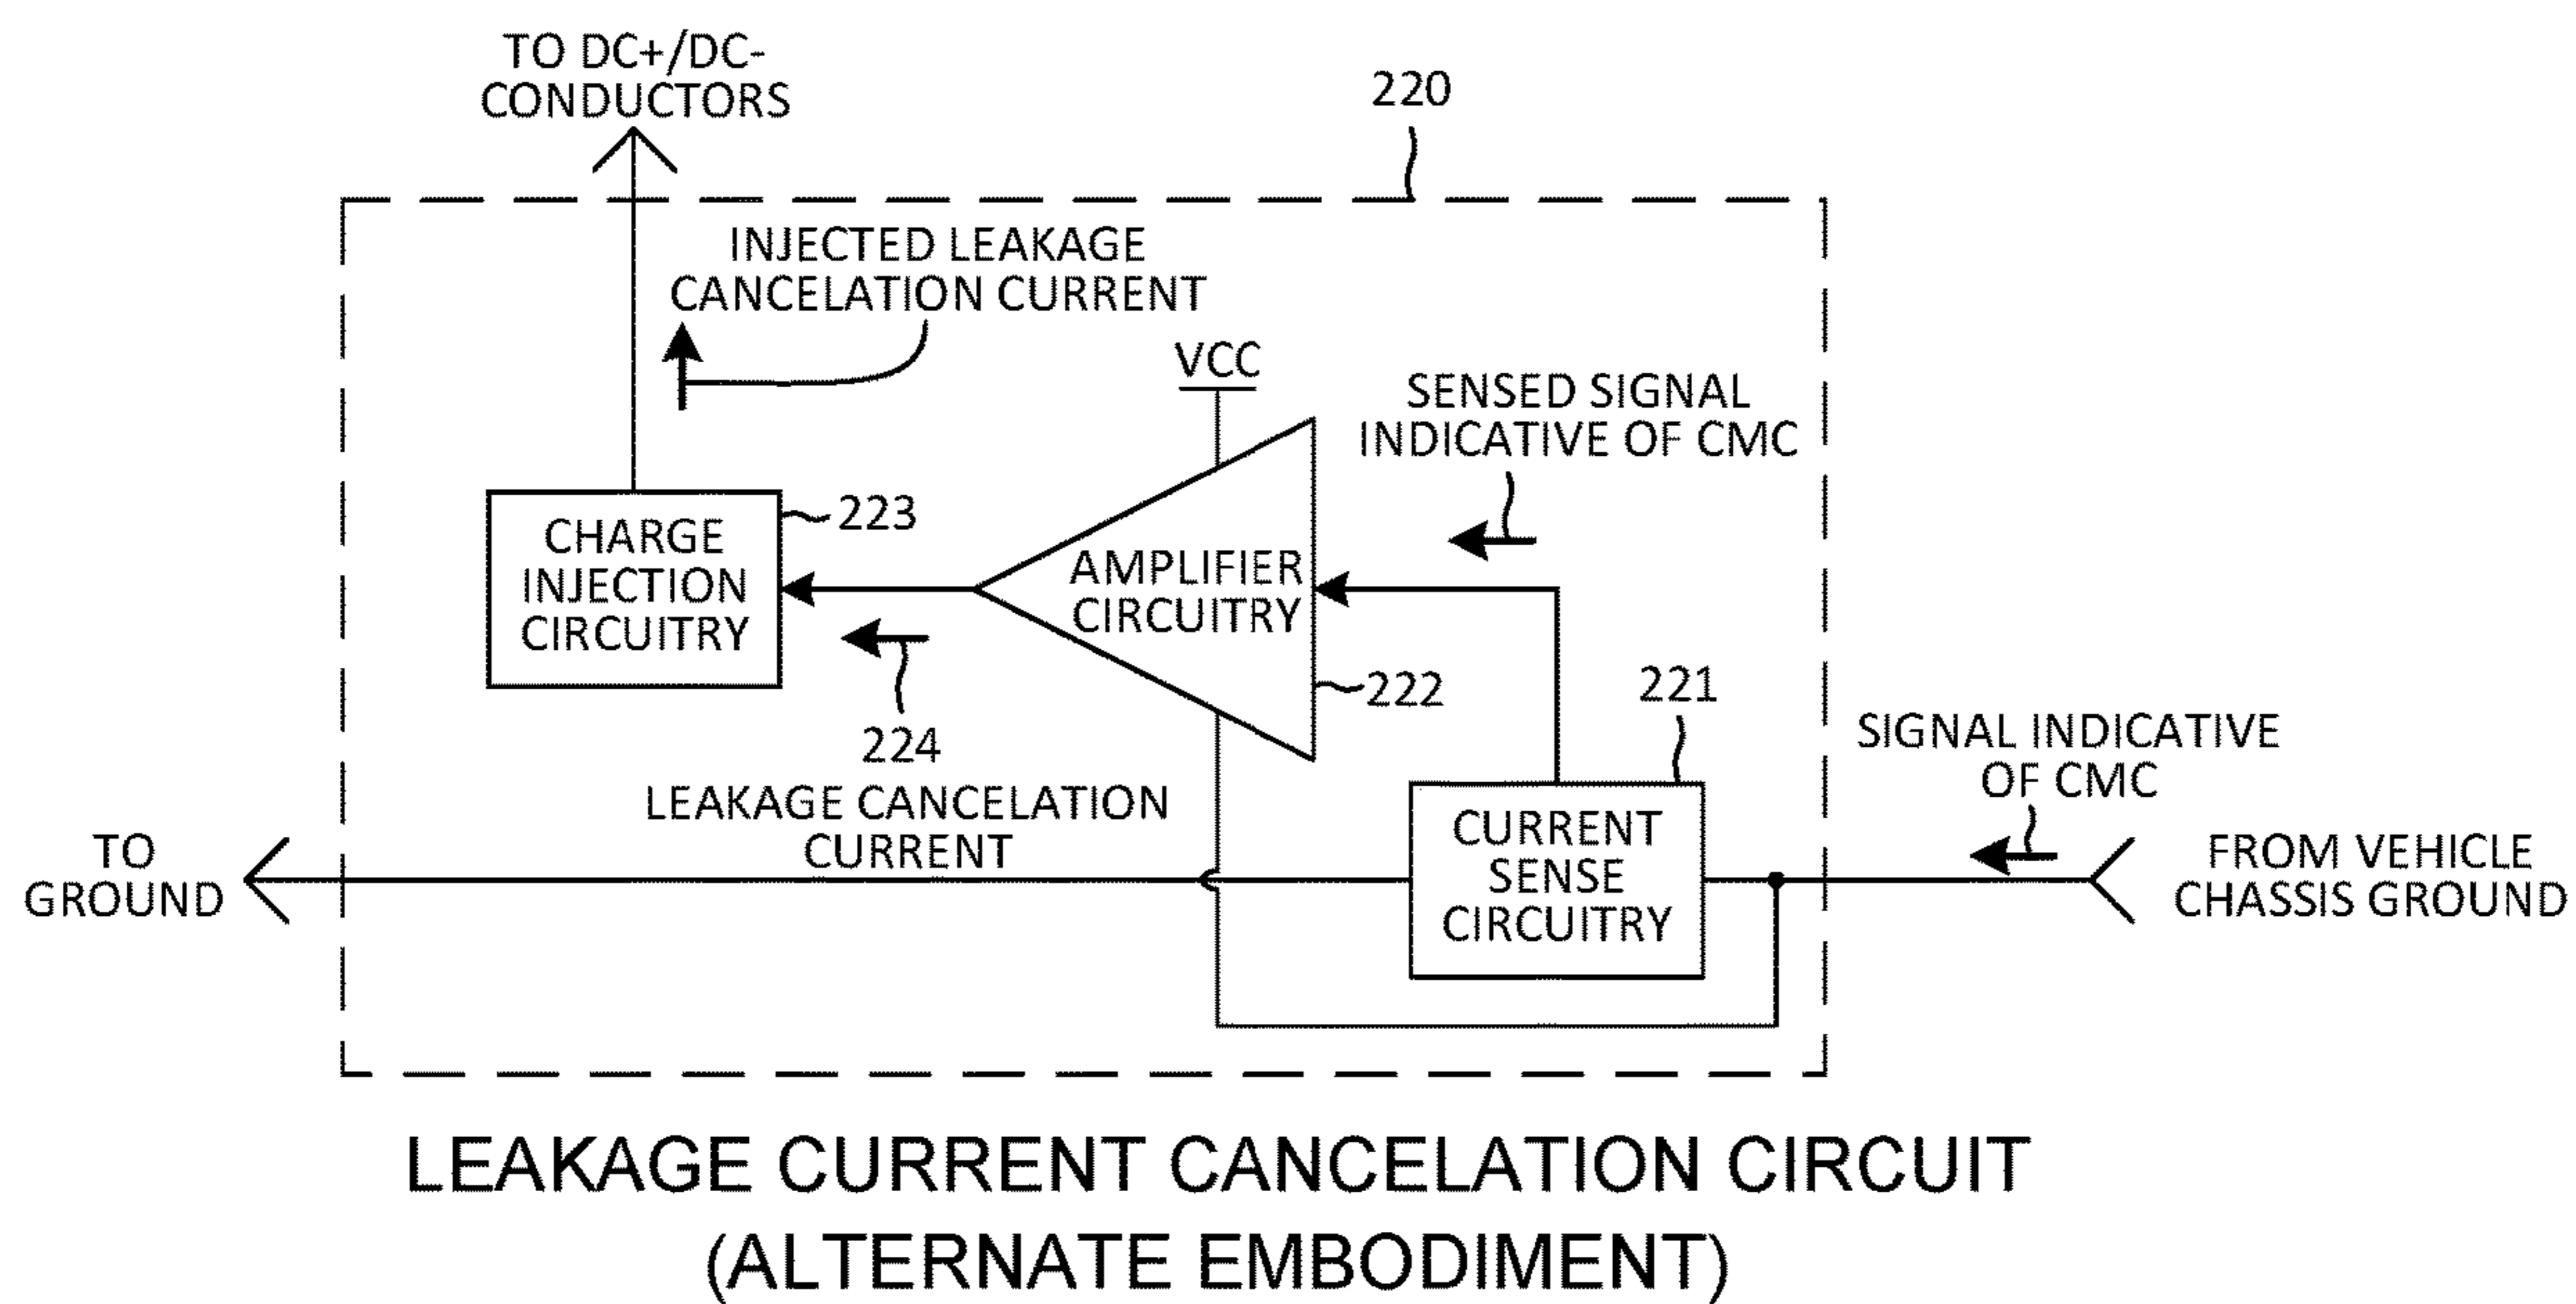 TO DC+/DC-
CONDUCTORS
220
INJECTED LEAKAGE
CANCELATION CURRENT
VCC
SENSED SIGNAL
INDICATIVE OF CMC
223
CHARGE
INJECTION
CIRCUITRY
AMPLIFIER
CIRCUITRY
222
221
224
LEAKAGE CANCELATION
CURRENT
SIGNAL INDICATIVE
OF CMC
CURRENT
SENSE
CIRCUITRY
TO
GROUND
FROM VEHICLE
CHASSIS GROUND
LEAKAGE CURRENT CANCELATION CIRCUIT
(ALTERNATE EMBODIMENT)